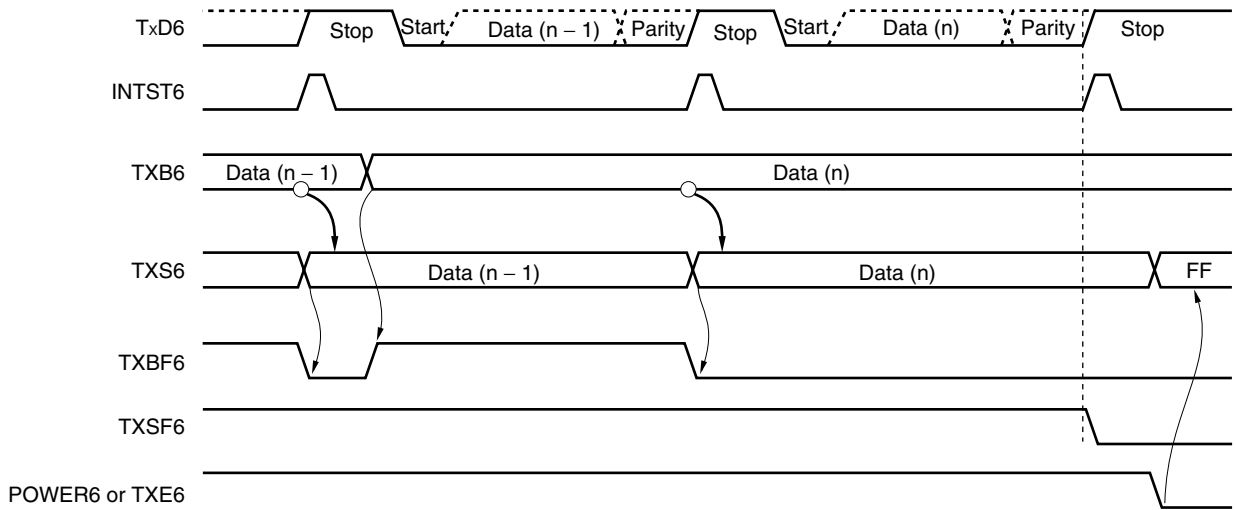 TxD6 Stop Start Data (n – 1) Parity Stop Start Data (n) Parity Stop
INTST6
TXB6 Data (n – 1) Data (n)
TXS6 Data (n – 1) Data (n) FF
TXBF6
TXSF6
POWER6 or TXE6